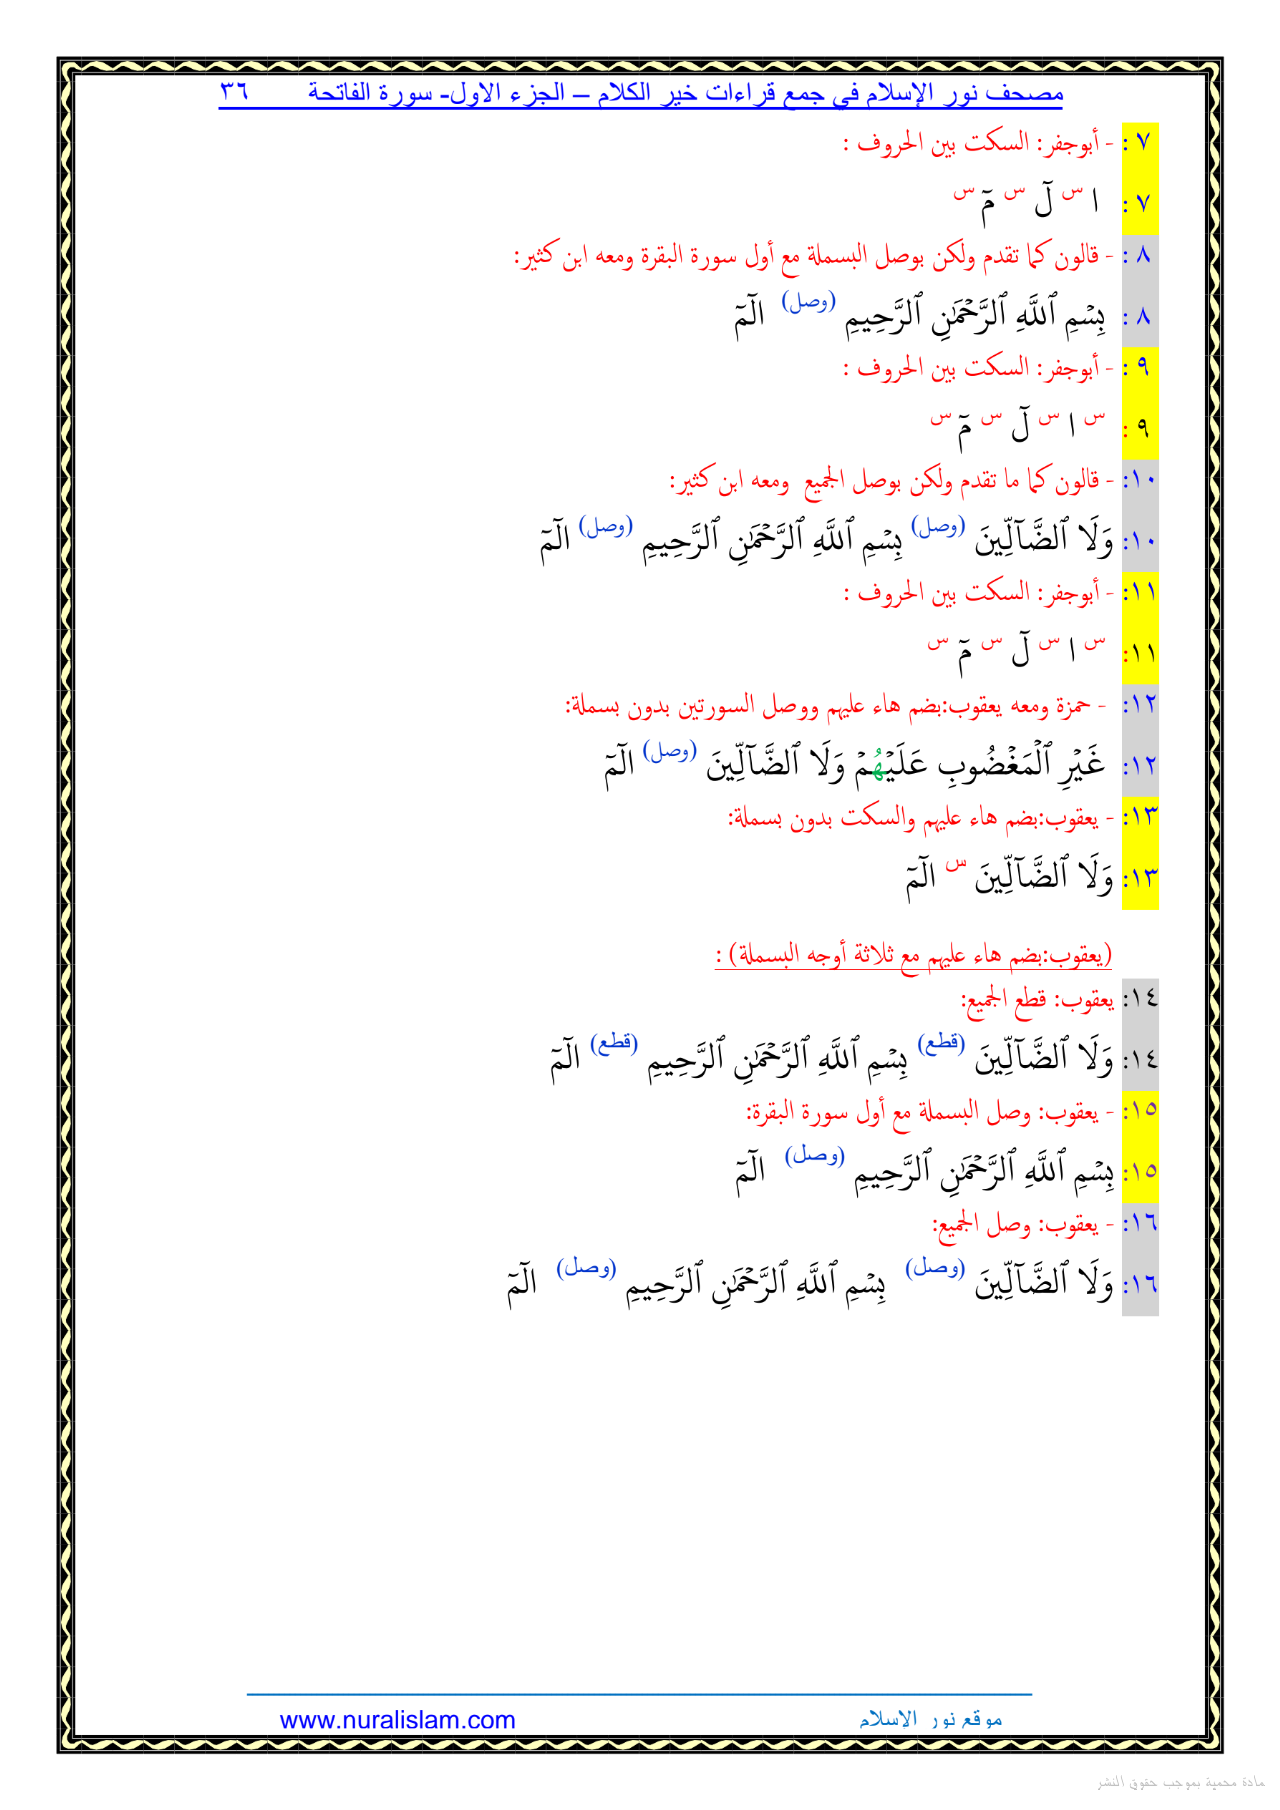 مصحف نور الإسلام في جمع قراءات خير الكلام – الجزء الاول- سورة الفاتحة ٣٦
٧ : - أبوجفر: السكت بين الحروف :
٧ : ا س لٓ س مٓ س
٨ : - قالون كما تقدم ولكن بوصل البسملة مع أول سورة البقرة ومعه ابن كثير:
٨ : بِسۡمِ ٱللَّهِ ٱلرَّحۡمَٰنِ ٱلرَّحِيمِ (وصل) الٓمٓ
٩ : - أبوجفر: السكت بين الحروف :
٩ : س ا س لٓ س مٓ س
١٠: - قالون كما ما تقدم ولكن بوصل الجميع ومعه ابن كثير:
١٠: وَلَا ٱلضَّآلِّينَ (وصل) بِسۡمِ ٱللَّهِ ٱلرَّحۡمَٰنِ ٱلرَّحِيمِ (وصل) الٓمٓ
١١: - أبوجفر: السكت بين الحروف :
١١: س ا س لٓ س مٓ س
١٢: - حمزة ومعه يعقوب:بضم هاء عليهم ووصل السورتين بدون بسملة:
١٢: غَيۡرِ ٱلۡمَغۡضُوبِ عَلَيۡهُمۡ وَلَا ٱلضَّآلِّينَ (وصل) الٓمٓ
١٣: - يعقوب:بضم هاء عليهم والسكت بدون بسملة:
١٣: وَلَا ٱلضَّآلِّينَ س الٓمٓ
(يعقوب:بضم هاء عليهم مع ثلاثة أوجه البسملة) :
١٤: يعقوب: قطع الجميع:
١٤: وَلَا ٱلضَّآلِّينَ (قطع) بِسۡمِ ٱللَّهِ ٱلرَّحۡمَٰنِ ٱلرَّحِيمِ (قطع) الٓمٓ
١٥: - يعقوب: وصل البسملة مع أول سورة البقرة:
١٥: بِسۡمِ ٱللَّهِ ٱلرَّحۡمَٰنِ ٱلرَّحِيمِ (وصل) الٓمٓ
١٦: - يعقوب: وصل الجميع:
١٦: وَلَا ٱلضَّآلِّينَ (وصل) بِسۡمِ ٱللَّهِ ٱلرَّحۡمَٰنِ ٱلرَّحِيمِ (وصل) الٓمٓ
موقع نور الاسلام www.nuralislam.com
مادة محمية بموجب حقوق النشر